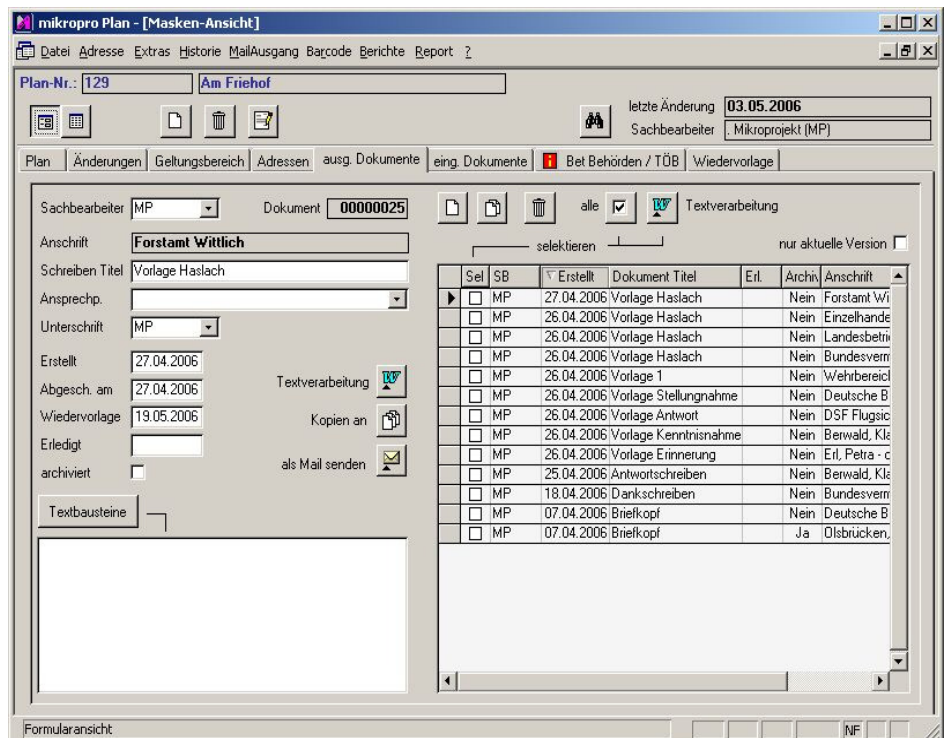 mikropro Plan - [Masken-Ansicht]
Datei Adresse Extras Historie MailAusgang Barcode Berichte Report ?
Plan-Nr.: 129 Am Friehof
letzte Änderung 03.05.2006
Sachbearbeiter . Mikroprojekt (MP)
Plan Änderungen Geltungsbereich Adressen ausg. Dokumente eing. Dokumente Bet Behörden / TÖB Wiedervorlage
Sachbearbeiter MP Dokument 00000025
Anschrift Forstamt Wittlich
Schreiben Titel Vorlage Haslach
Ansprechp.
Unterschrift MP
Erstellt 27.04.2006
Abgesch. am 27.04.2006
Wiedervorlage 19.05.2006
Erledigt
archiviert
Textverarbeitung
Kopien an
als Mail senden
Textbausteine
alle Textverarbeitung
selektieren nur aktuelle Version
Sel SB Erstellt Dokument Titel Erl. Archiv Anschrift
MP 27.04.2006 Vorlage Haslach Nein Forstamt Wi
MP 26.04.2006 Vorlage Haslach Nein Einzelhande
MP 26.04.2006 Vorlage Haslach Nein Landesbetri
MP 26.04.2006 Vorlage Haslach Nein Bundesverm
MP 26.04.2006 Vorlage 1 Nein Wehrbereicl
MP 26.04.2006 Vorlage Stellungnahme Nein Deutsche B
MP 26.04.2006 Vorlage Antwort Nein DSF Flugsic
MP 26.04.2006 Vorlage Kenntnisnahme Nein Berwald, Kla
MP 26.04.2006 Vorlage Erinnerung Nein Erl, Petra - c
MP 25.04.2006 Antwortschreiben Nein Berwald, Kla
MP 18.04.2006 Dankschreiben Nein Bundesverm
MP 07.04.2006 Briefkopf Nein Deutsche B
MP 07.04.2006 Briefkopf Ja Olsbrücken,
Formularansicht NF